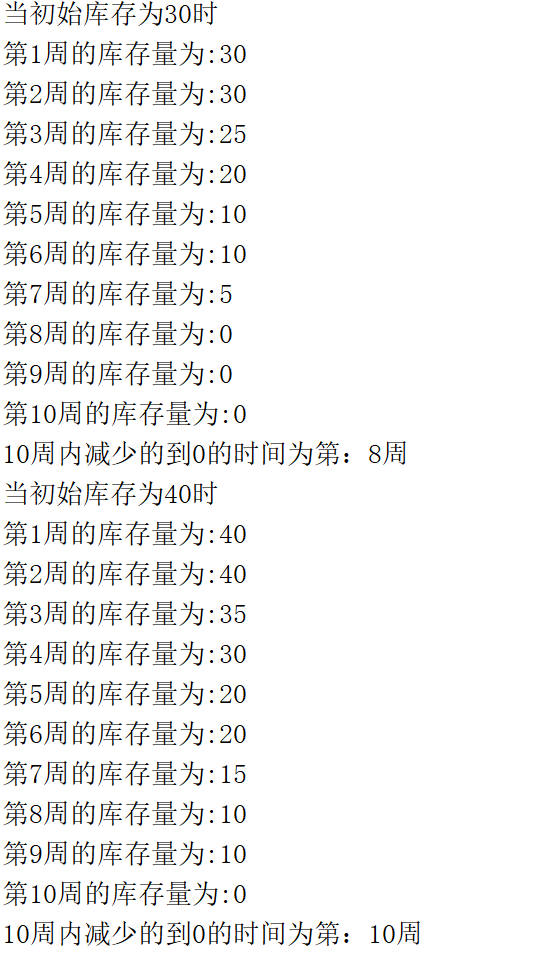 当初始库存为30时
第1周的库存量为:30
第2周的库存量为:30
第3周的库存量为:25
第4周的库存量为:20
第5周的库存量为:10
第6周的库存量为:10
第7周的库存量为:5
第8周的库存量为:0
第9周的库存量为:0
第10周的库存量为:0
10周内减少的到0的时间为第：8周
当初始库存为40时
第1周的库存量为:40
第2周的库存量为:40
第3周的库存量为:35
第4周的库存量为:30
第5周的库存量为:20
第6周的库存量为:20
第7周的库存量为:15
第8周的库存量为:10
第9周的库存量为:10
第10周的库存量为:0
10周内减少的到0的时间为第：10周